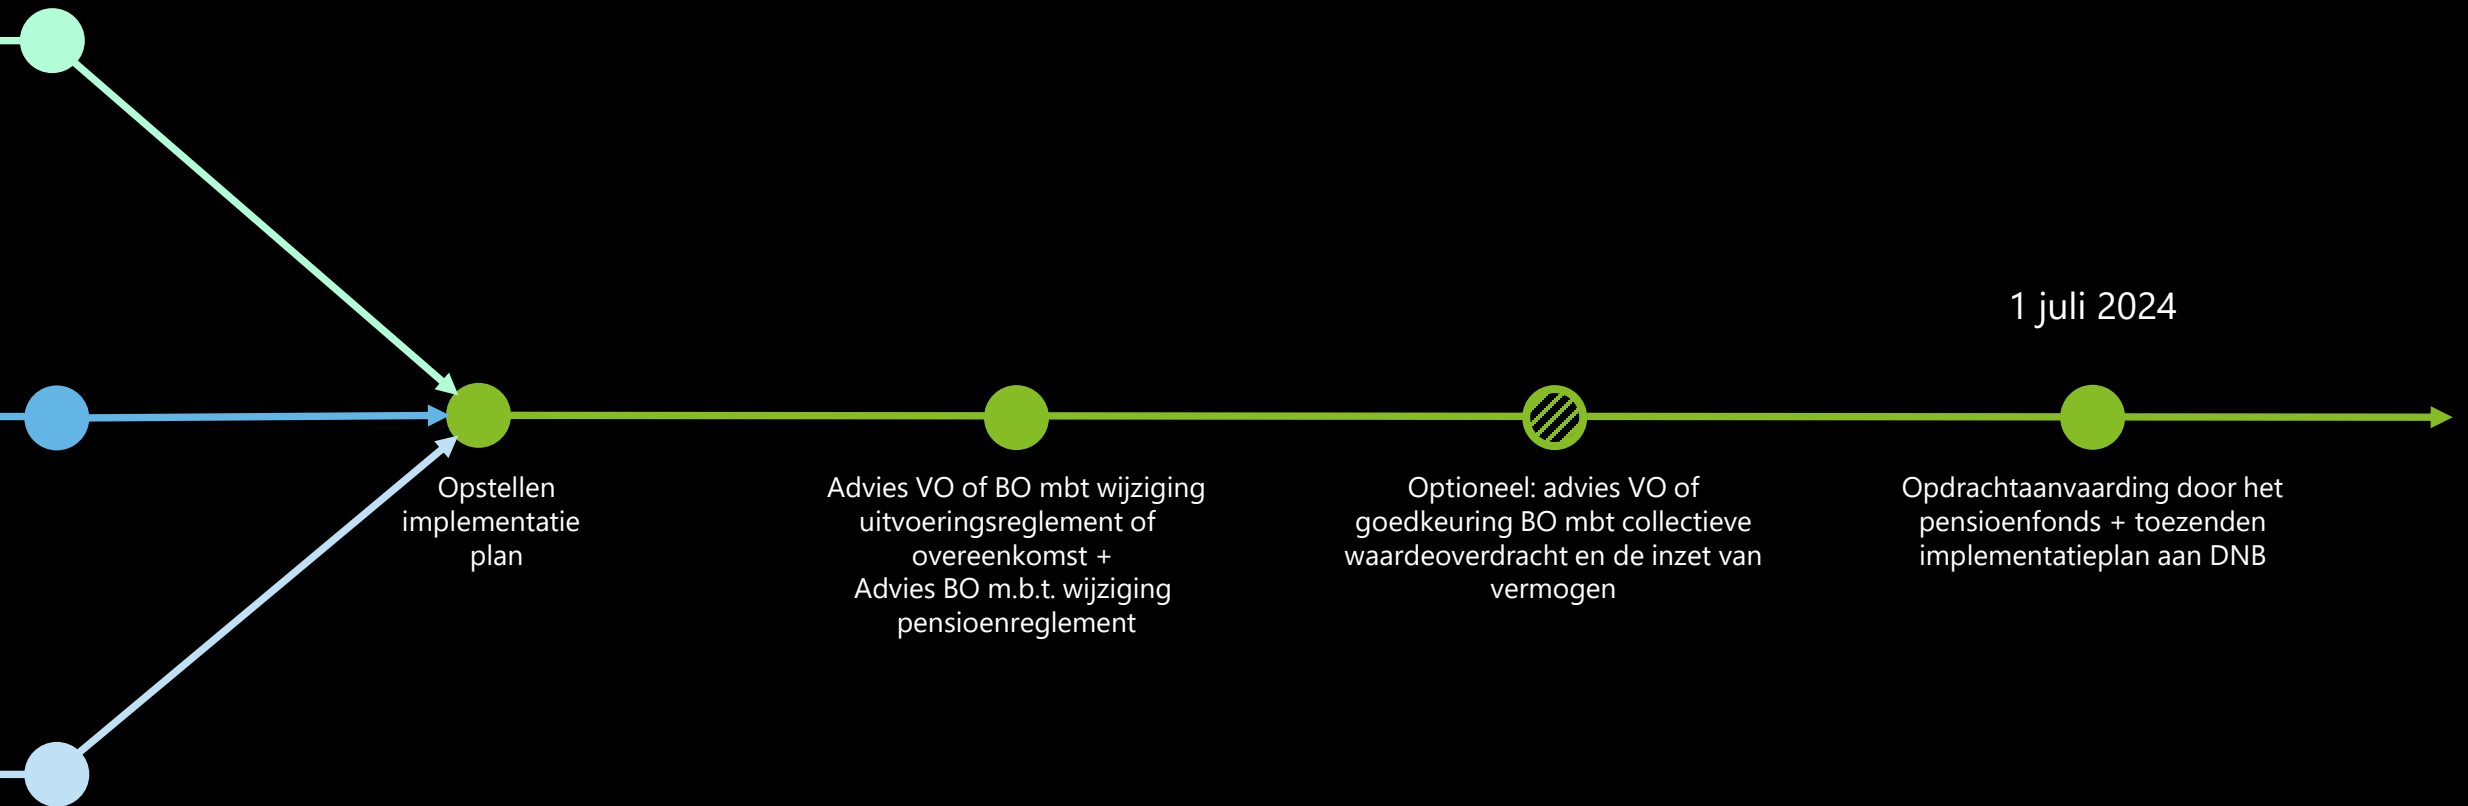 1 juli 2024
Opstellen
implementatie
plan
Advies VO of BO mbt wijziging
uitvoeringsreglement of
overeenkomst +
Advies BO m.b.t. wijziging
pensioenreglement
Optioneel: advies VO of
goedkeuring BO mbt collectieve
waardeoverdracht en de inzet van
vermogen
Opdrachtaanvaarding door het
pensioenfonds + toezenden
implementatieplan aan DNB